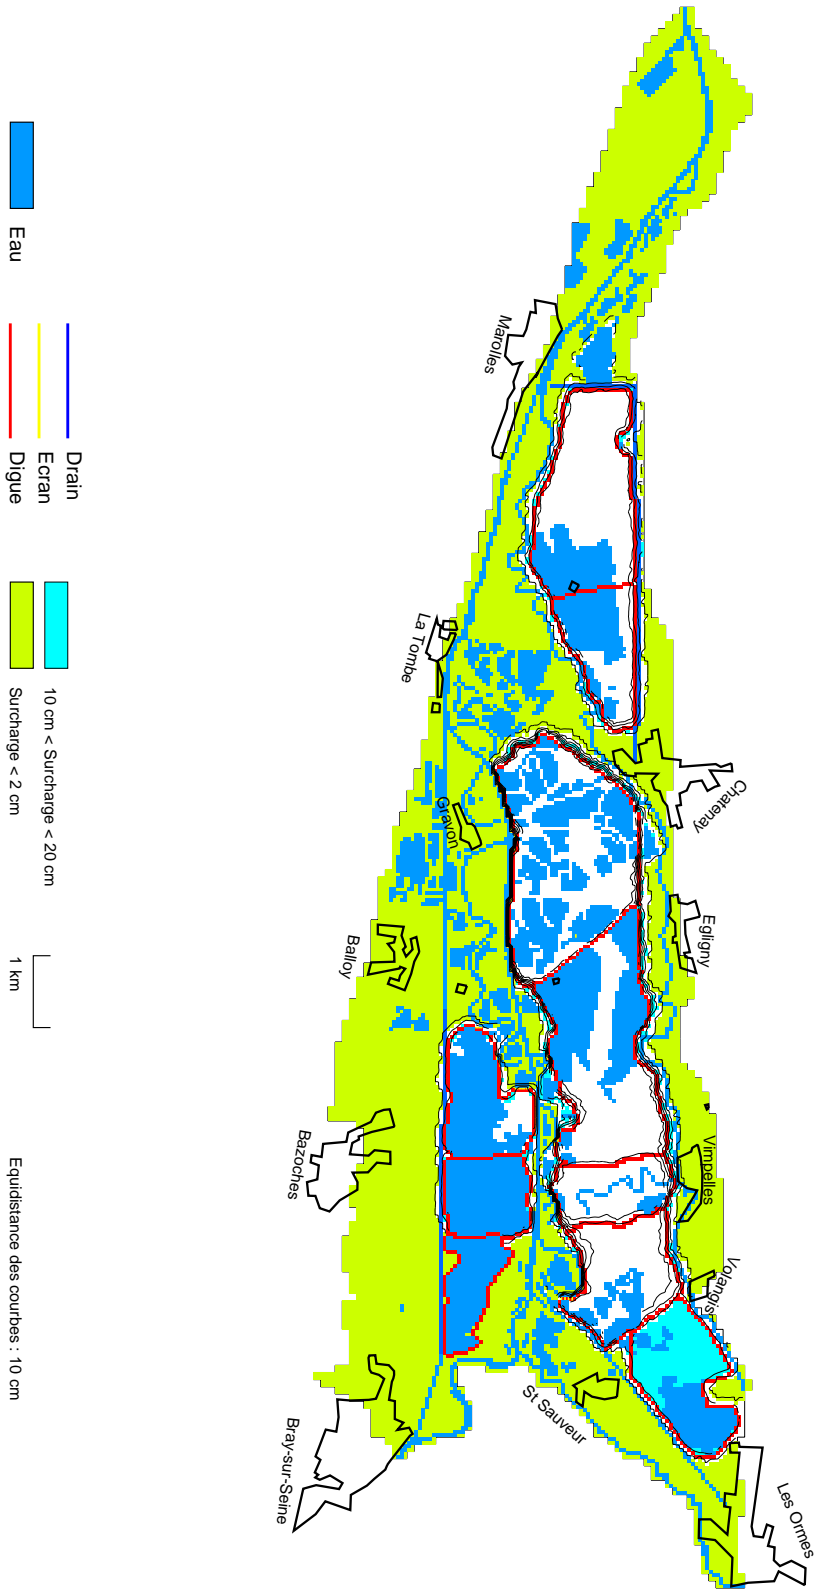 Marolles
La Tombe
Chatenay
Gravon
Egligny
Balloy
Vimpelles
Bazoches
Volangis
St Sauveur
Bray-sur-Seine
Les Ormes
Eau
Drain
Ecran
Digue
10 cm < Surcharge < 20 cm
Surcharge < 2 cm
1 km
Equidistance des courbes : 10 cm